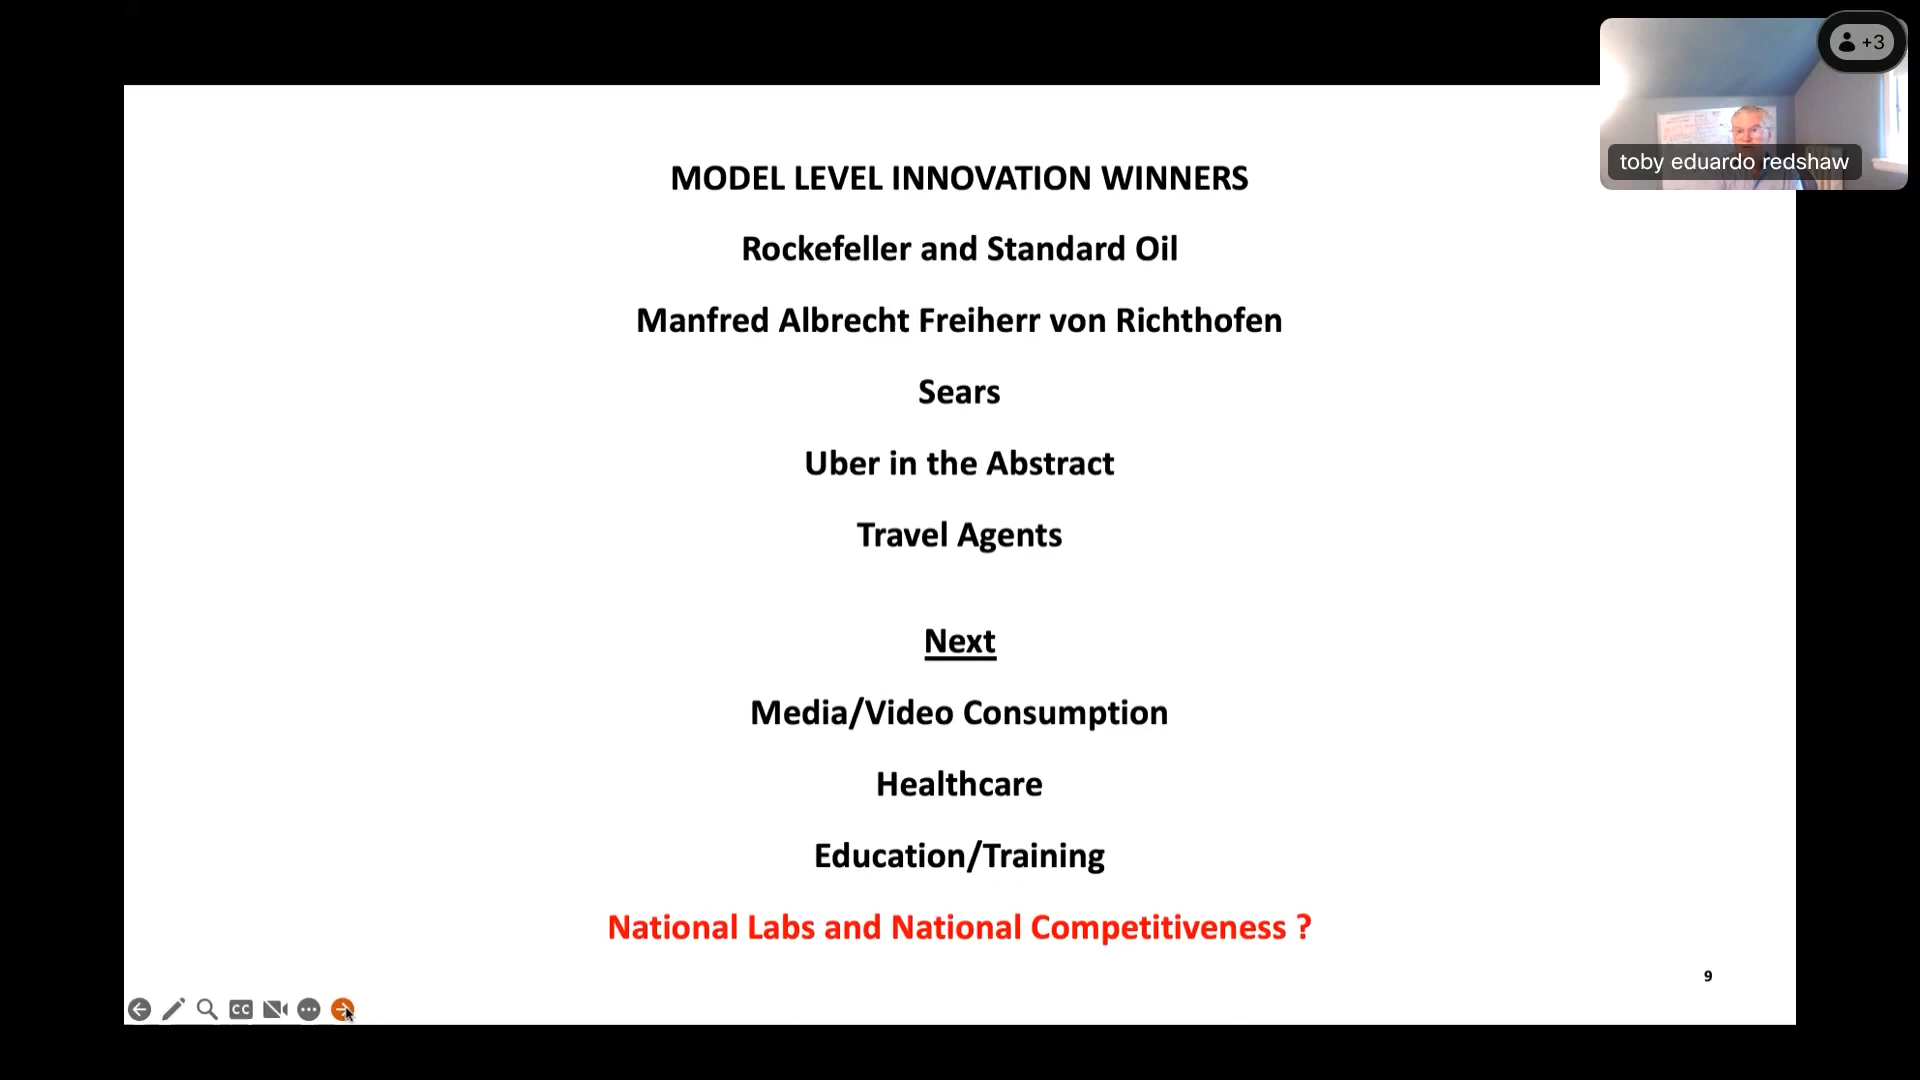 +3
toby eduardo redshaw
MODEL LEVEL INNOVATION WINNERS
Rockefeller and Standard Oil
Manfred Albrecht Freiherr von Richthofen
Sears
Uber in the Abstract
Travel Agents
Next
Media/Video Consumption
Healthcare
Education/Training
National Labs and National Competitiveness ?
9
CC